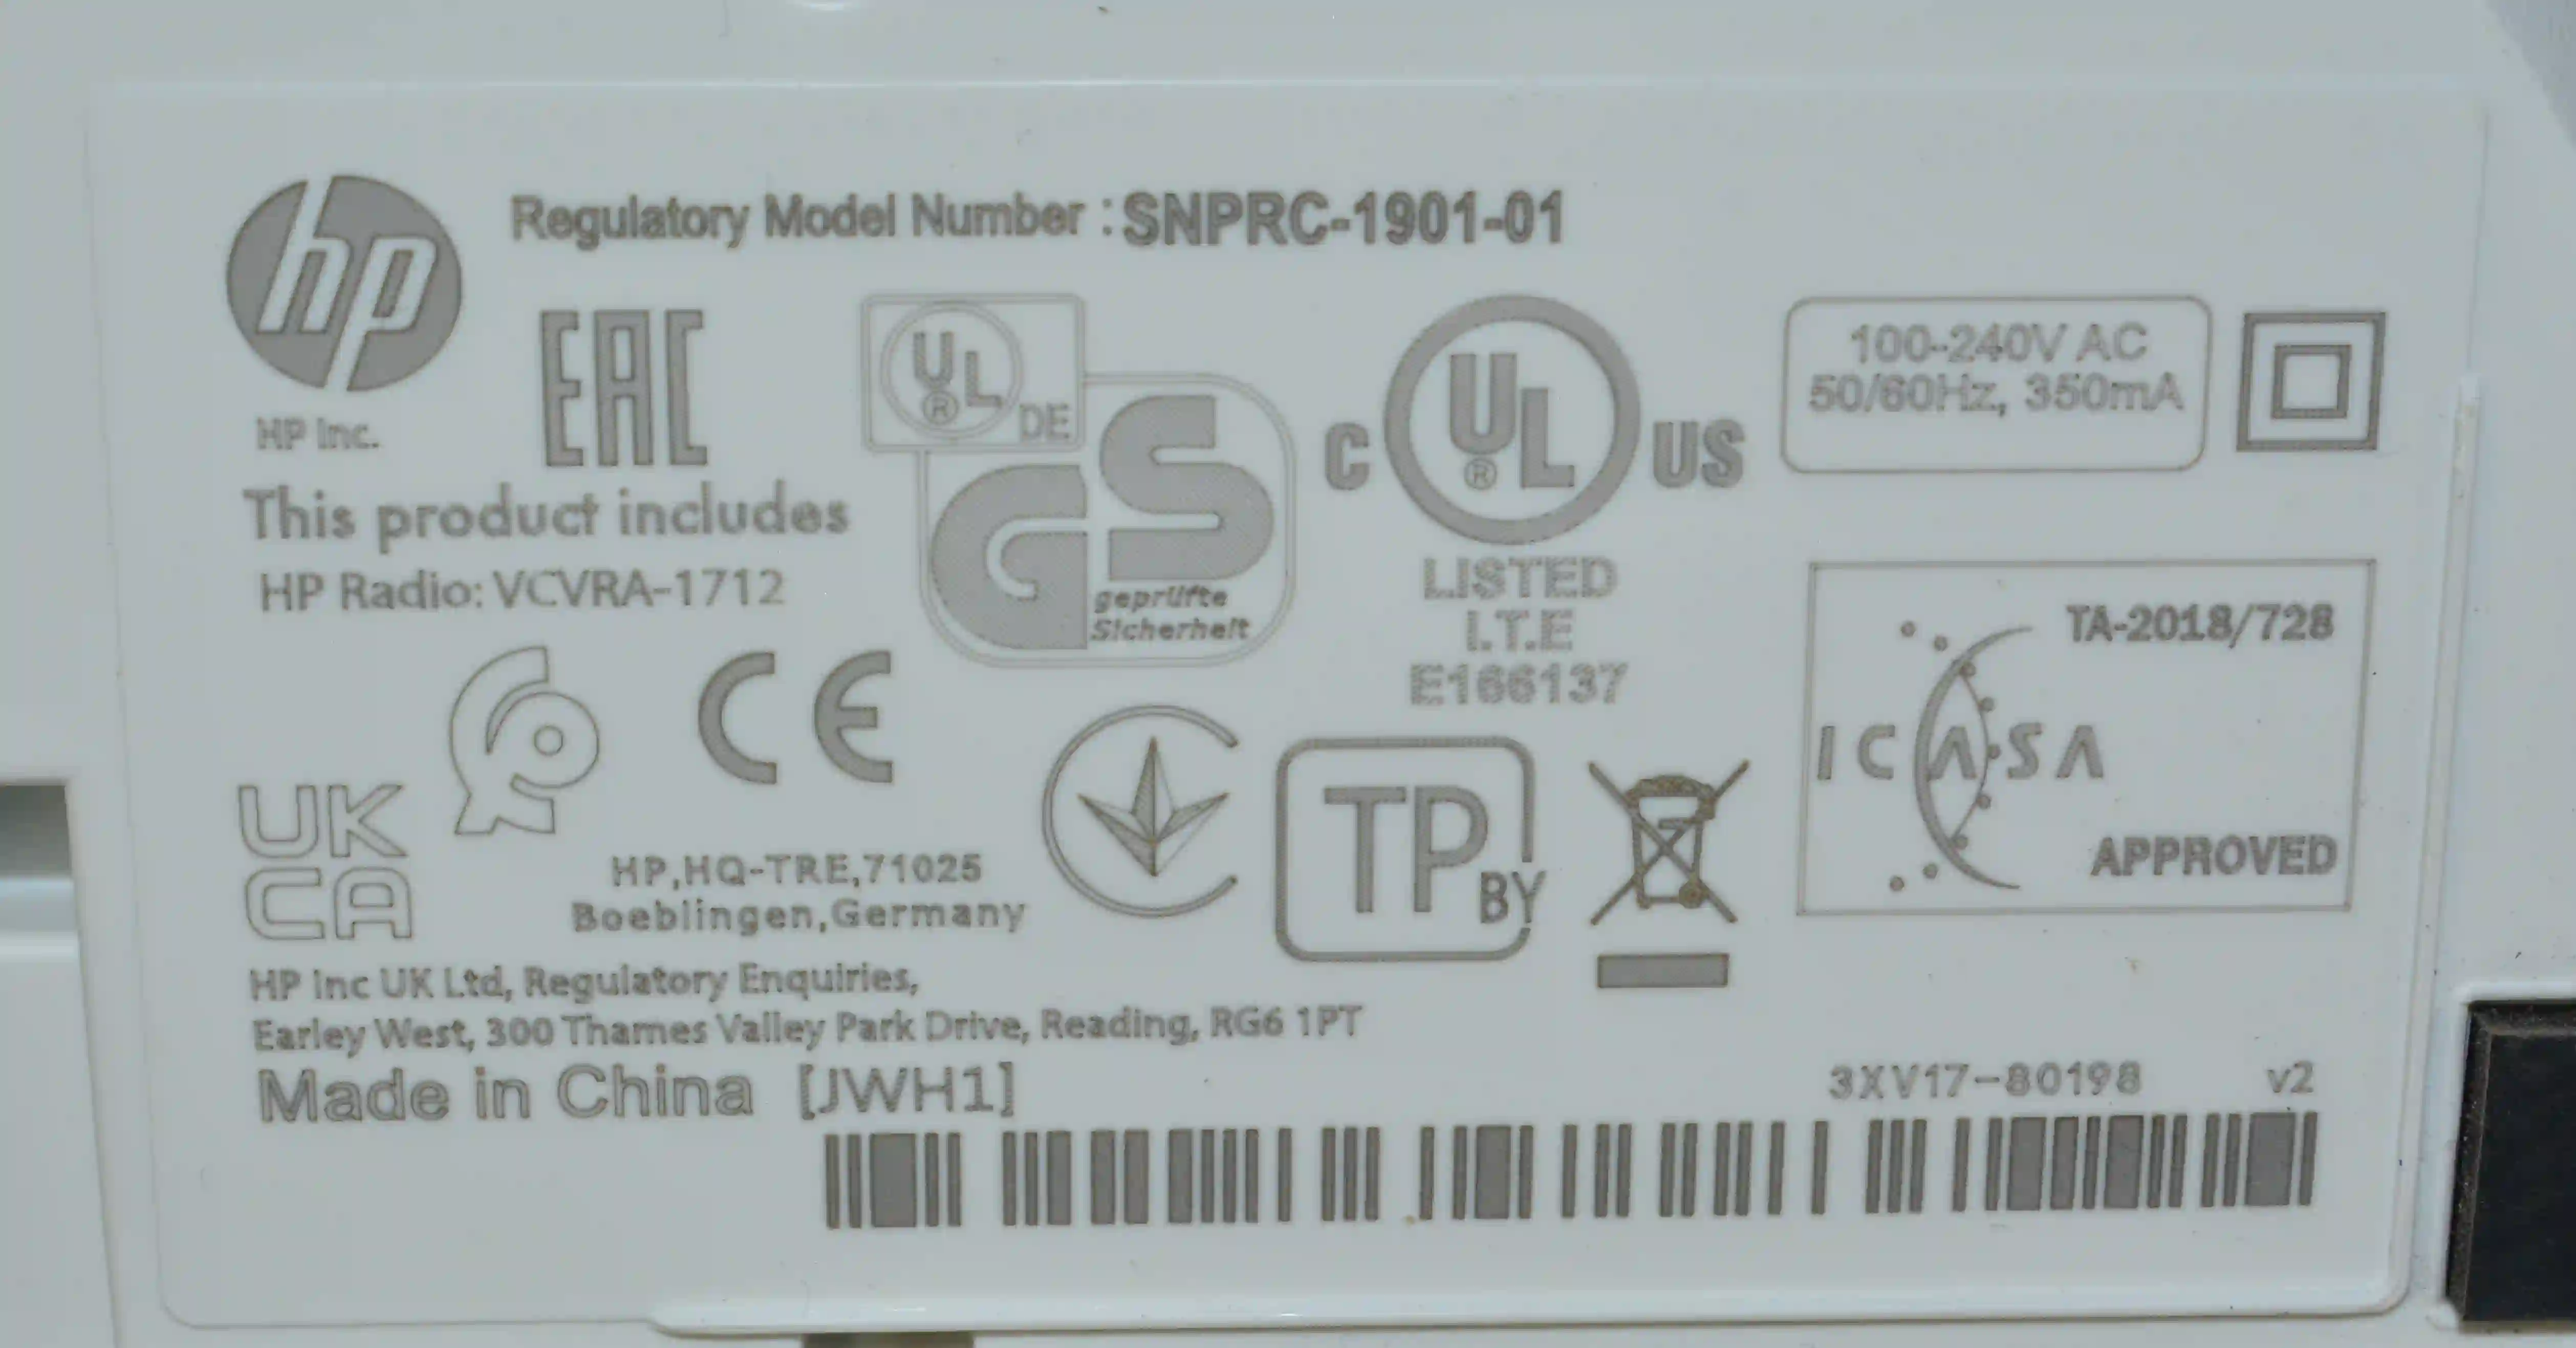 hp
Regulatory Model Number :SNPRC-1901-01
HP Inc.
EAC
UL
®
DE
GS
geprüfte
Sicherheit
C UL US
®
LISTED
I.T.E
E166137
100-240V AC
50/60Hz, 350mA
This product includes
HP Radio: VCVRA-1712
TA-2018/728
ICASA
APPROVED
CE
UK
CA
TP
BY
HP,HQ-TRE,71025
Boeblingen,Germany
HP Inc UK Ltd, Regulatory Enquiries,
Earley West, 300 Thames Valley Park Drive, Reading, RG6 1PT
Made in China [JWH1]
3XV17-80198 v2